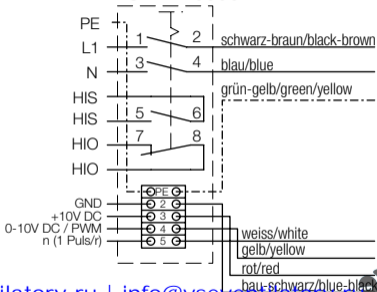 PE
L1 1 2 schwarz-braun/black-brown
N 3 4 blau/blue
grün-gelb/green/yellow
HIS
HIS 5 6
HIO 7 8
HIO
PE
GND 2
+10V DC 3
0-10V DC / PWM 4
n (1 Puls/r) 5
weiss/white
gelb/yellow
rot/red
blau-schwarz/blue-black